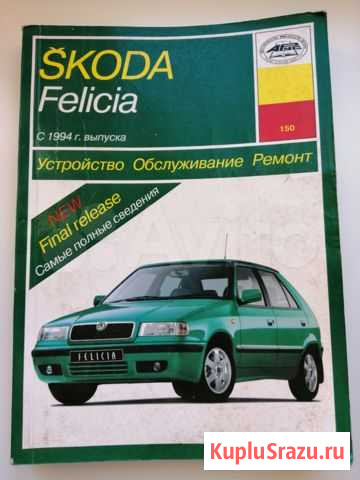 ŠKODA
Felicia
С 1994 г. выпуска
150
Устройство Обслуживание Ремонт
NEW
Final release
Самые полные сведения
FELICIA
KupluSrazu.ru